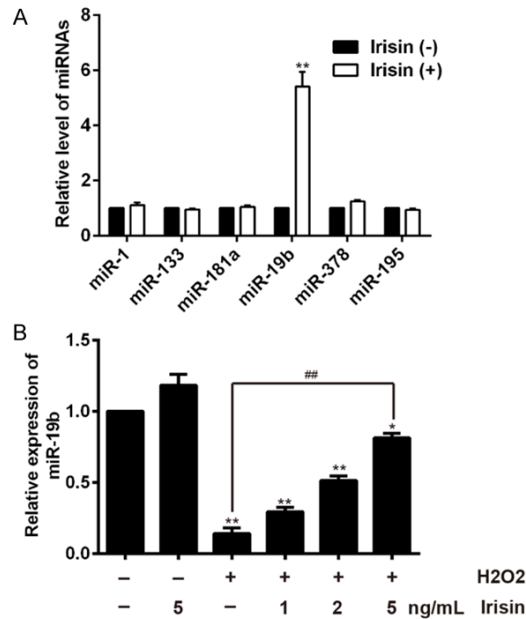 A
Relative level of miRNAs
8
6
4
2
0
Irisin (-)
Irisin (+)
**
miR-1
miR-133
miR-181a
miR-19b
miR-378
miR-195
B
Relative expression of
miR-19b
1.5
1.0
0.5
0.0
##
**
**
**
*
– – + + + + H2O2
– 5 – 1 2 5 ng/mL Irisin